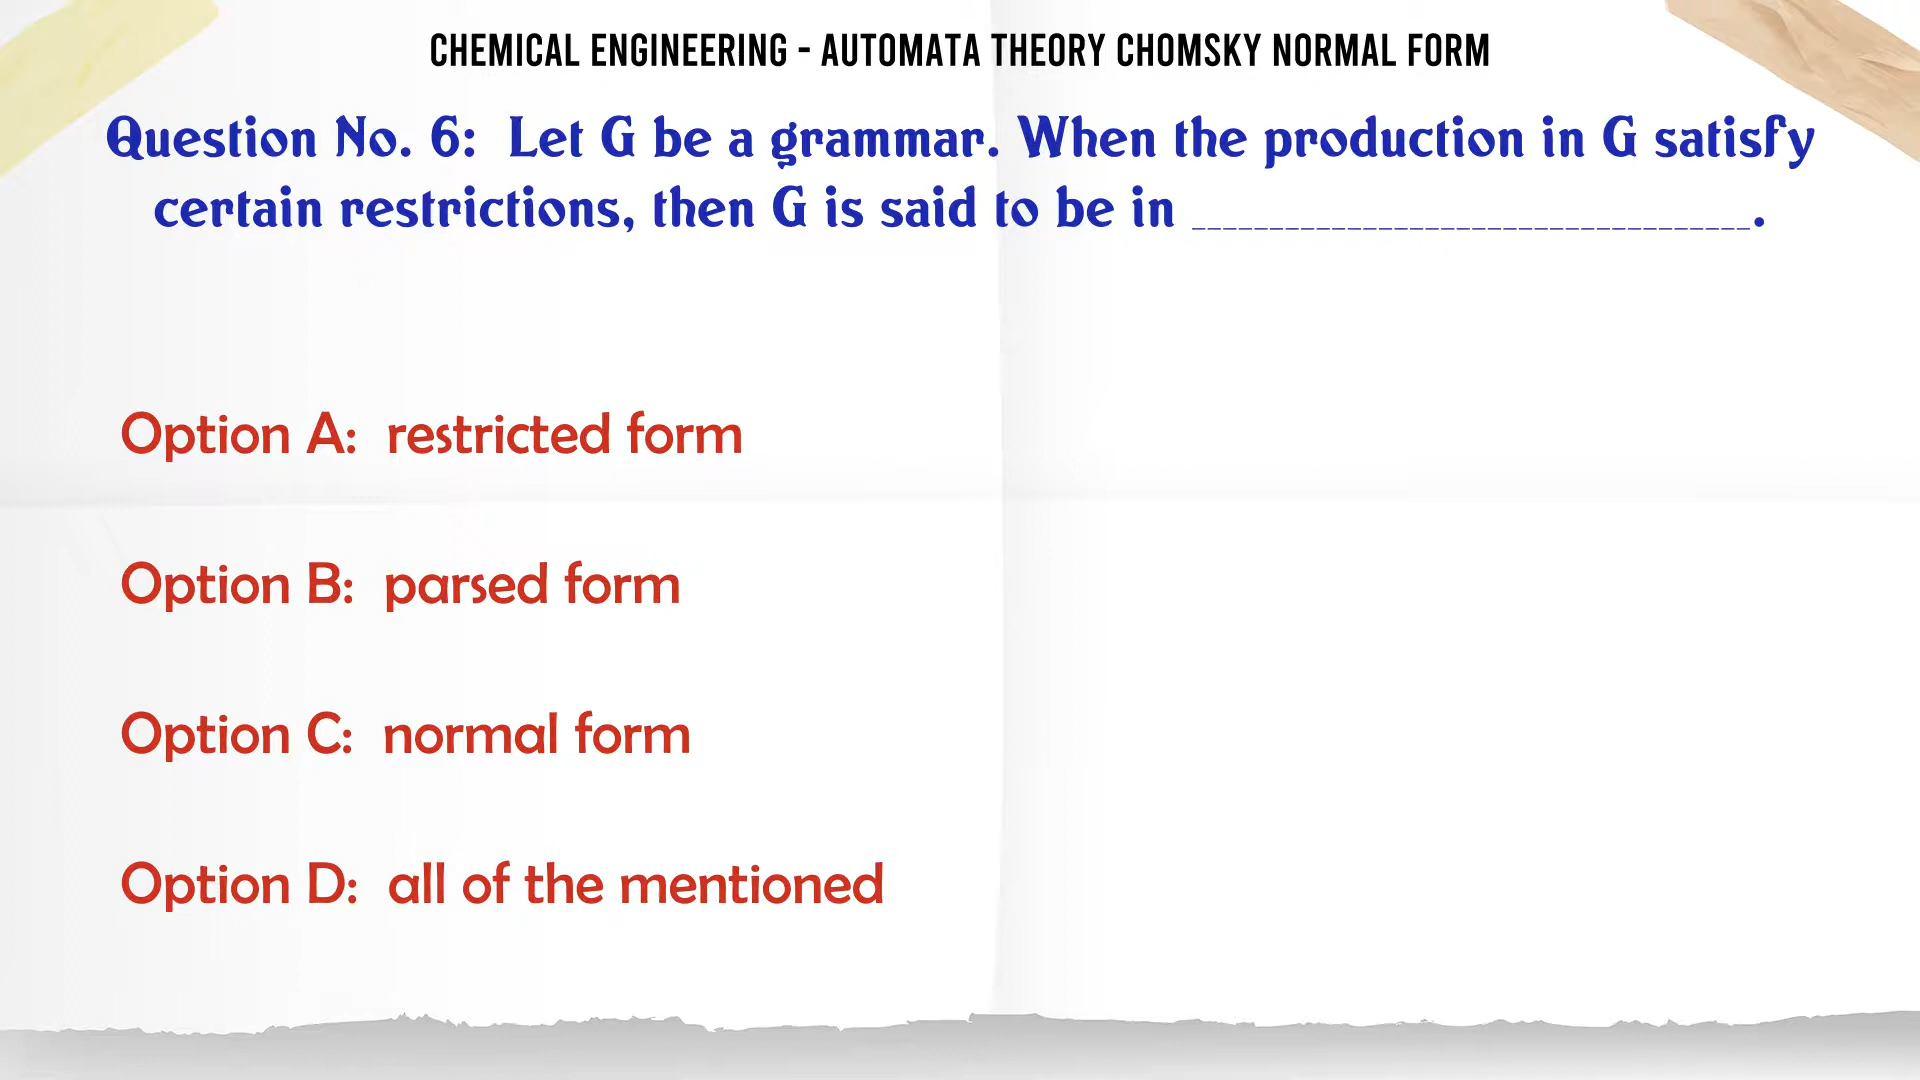 CHEMICAL ENGINEERING - AUTOMATA THEORY CHOMSKY NORMAL FORM
Question No. 6: Let G be a grammar. When the production in G satisfy
certain restrictions, then G is said to be in ____________________________________.
Option A: restricted form
Option B: parsed form
Option C: normal form
Option D: all of the mentioned